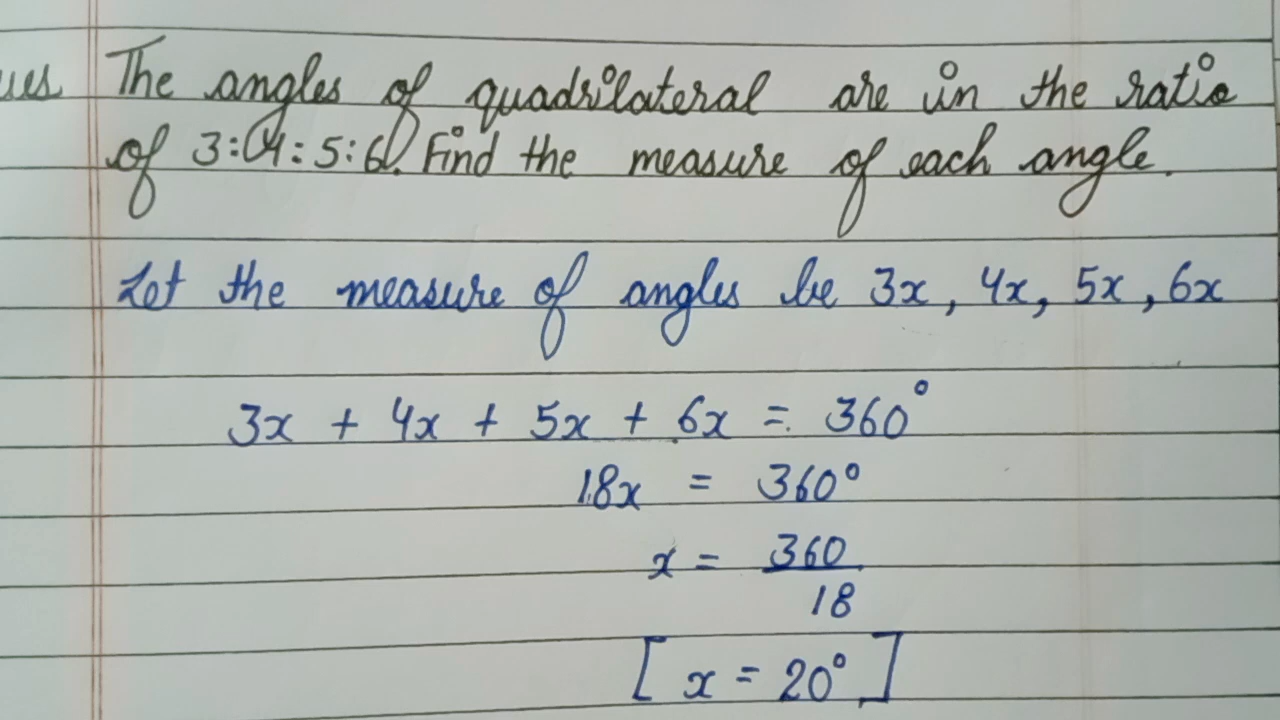 ues The angles of quadrilateral are in the ratio
of 3:(4:5:6). Find the measure of each angle.
Let the measure of angles be 3x, 4x, 5x, 6x
3x + 4x + 5x + 6x = 360°
18x = 360°
x = 360/18
[x = 20°]